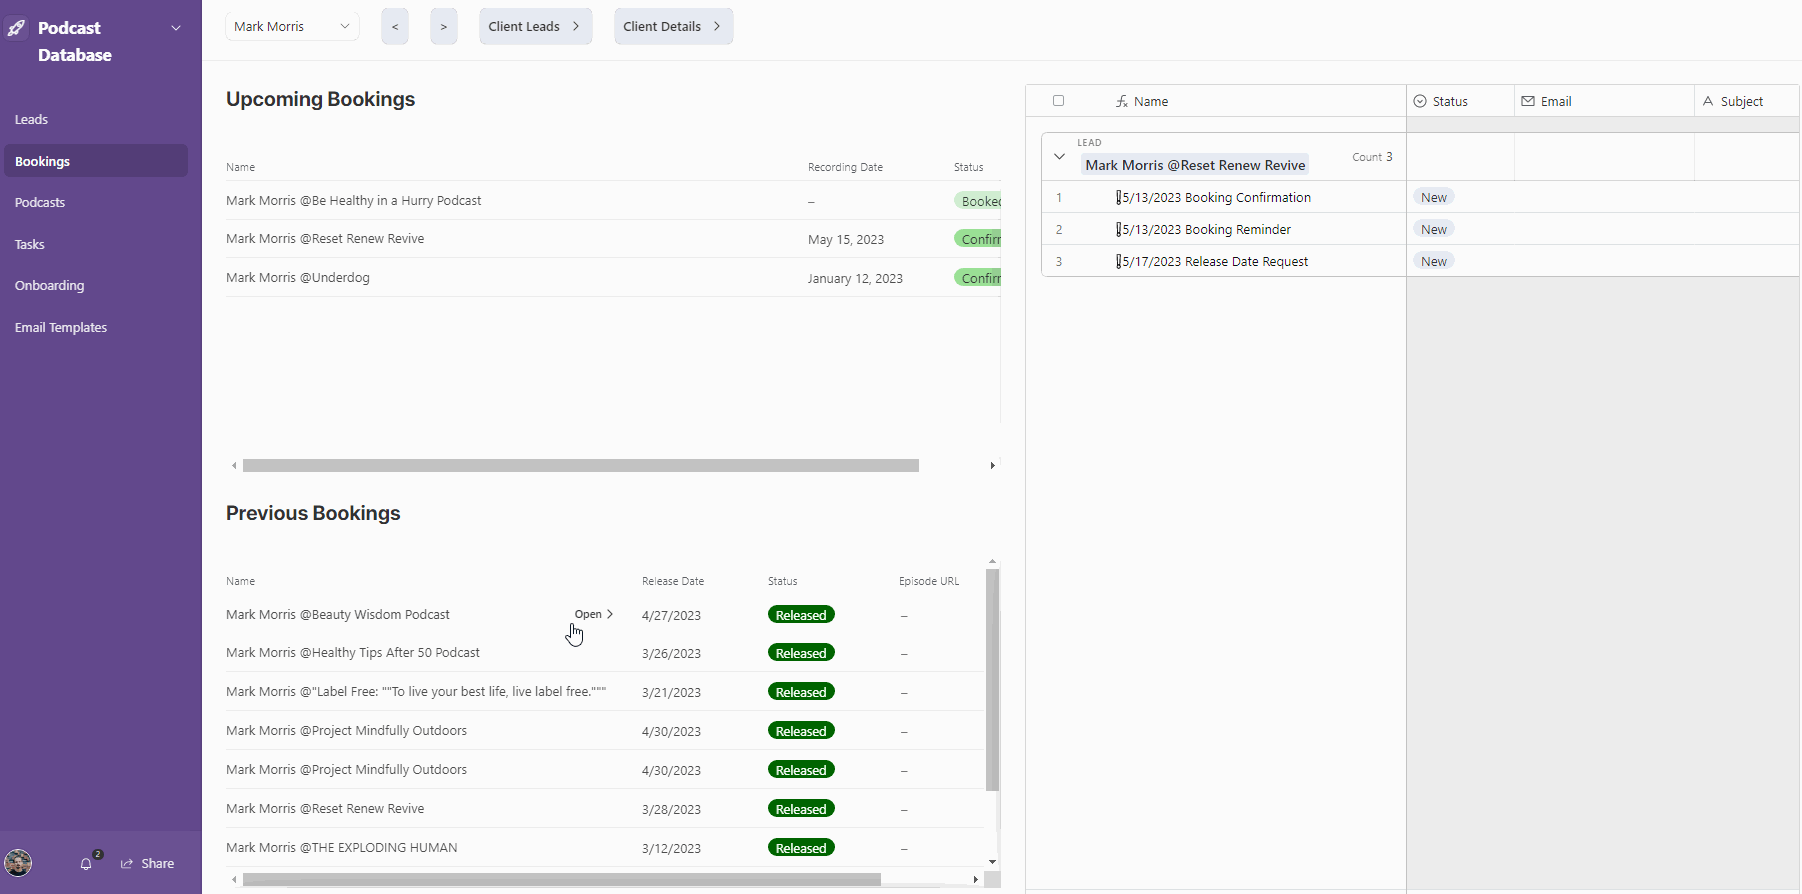 Podcast
Database
Leads
Bookings
Podcasts
Tasks
Onboarding
Email Templates
2
Share
Mark Morris
<
>
Client Leads
Client Details
Upcoming Bookings
Name Recording Date Status
Mark Morris @Be Healthy in a Hurry Podcast – Booked
Mark Morris @Reset Renew Revive May 15, 2023 Confirm
Mark Morris @Underdog January 12, 2023 Confirm
Previous Bookings
Name Release Date Status Episode URL
Mark Morris @Beauty Wisdom Podcast Open > 4/27/2023 Released –
Mark Morris @Healthy Tips After 50 Podcast 3/26/2023 Released –
Mark Morris @"Label Free: ""To live your best life, live label free.""" 3/21/2023 Released –
Mark Morris @Project Mindfully Outdoors 4/30/2023 Released –
Mark Morris @Project Mindfully Outdoors 4/30/2023 Released –
Mark Morris @Reset Renew Revive 3/28/2023 Released –
Mark Morris @THE EXPLODING HUMAN 3/12/2023 Released –
Name Status Email Subject
LEAD
Mark Morris @Reset Renew Revive Count 3
1 5/13/2023 Booking Confirmation New
2 5/13/2023 Booking Reminder New
3 5/17/2023 Release Date Request New